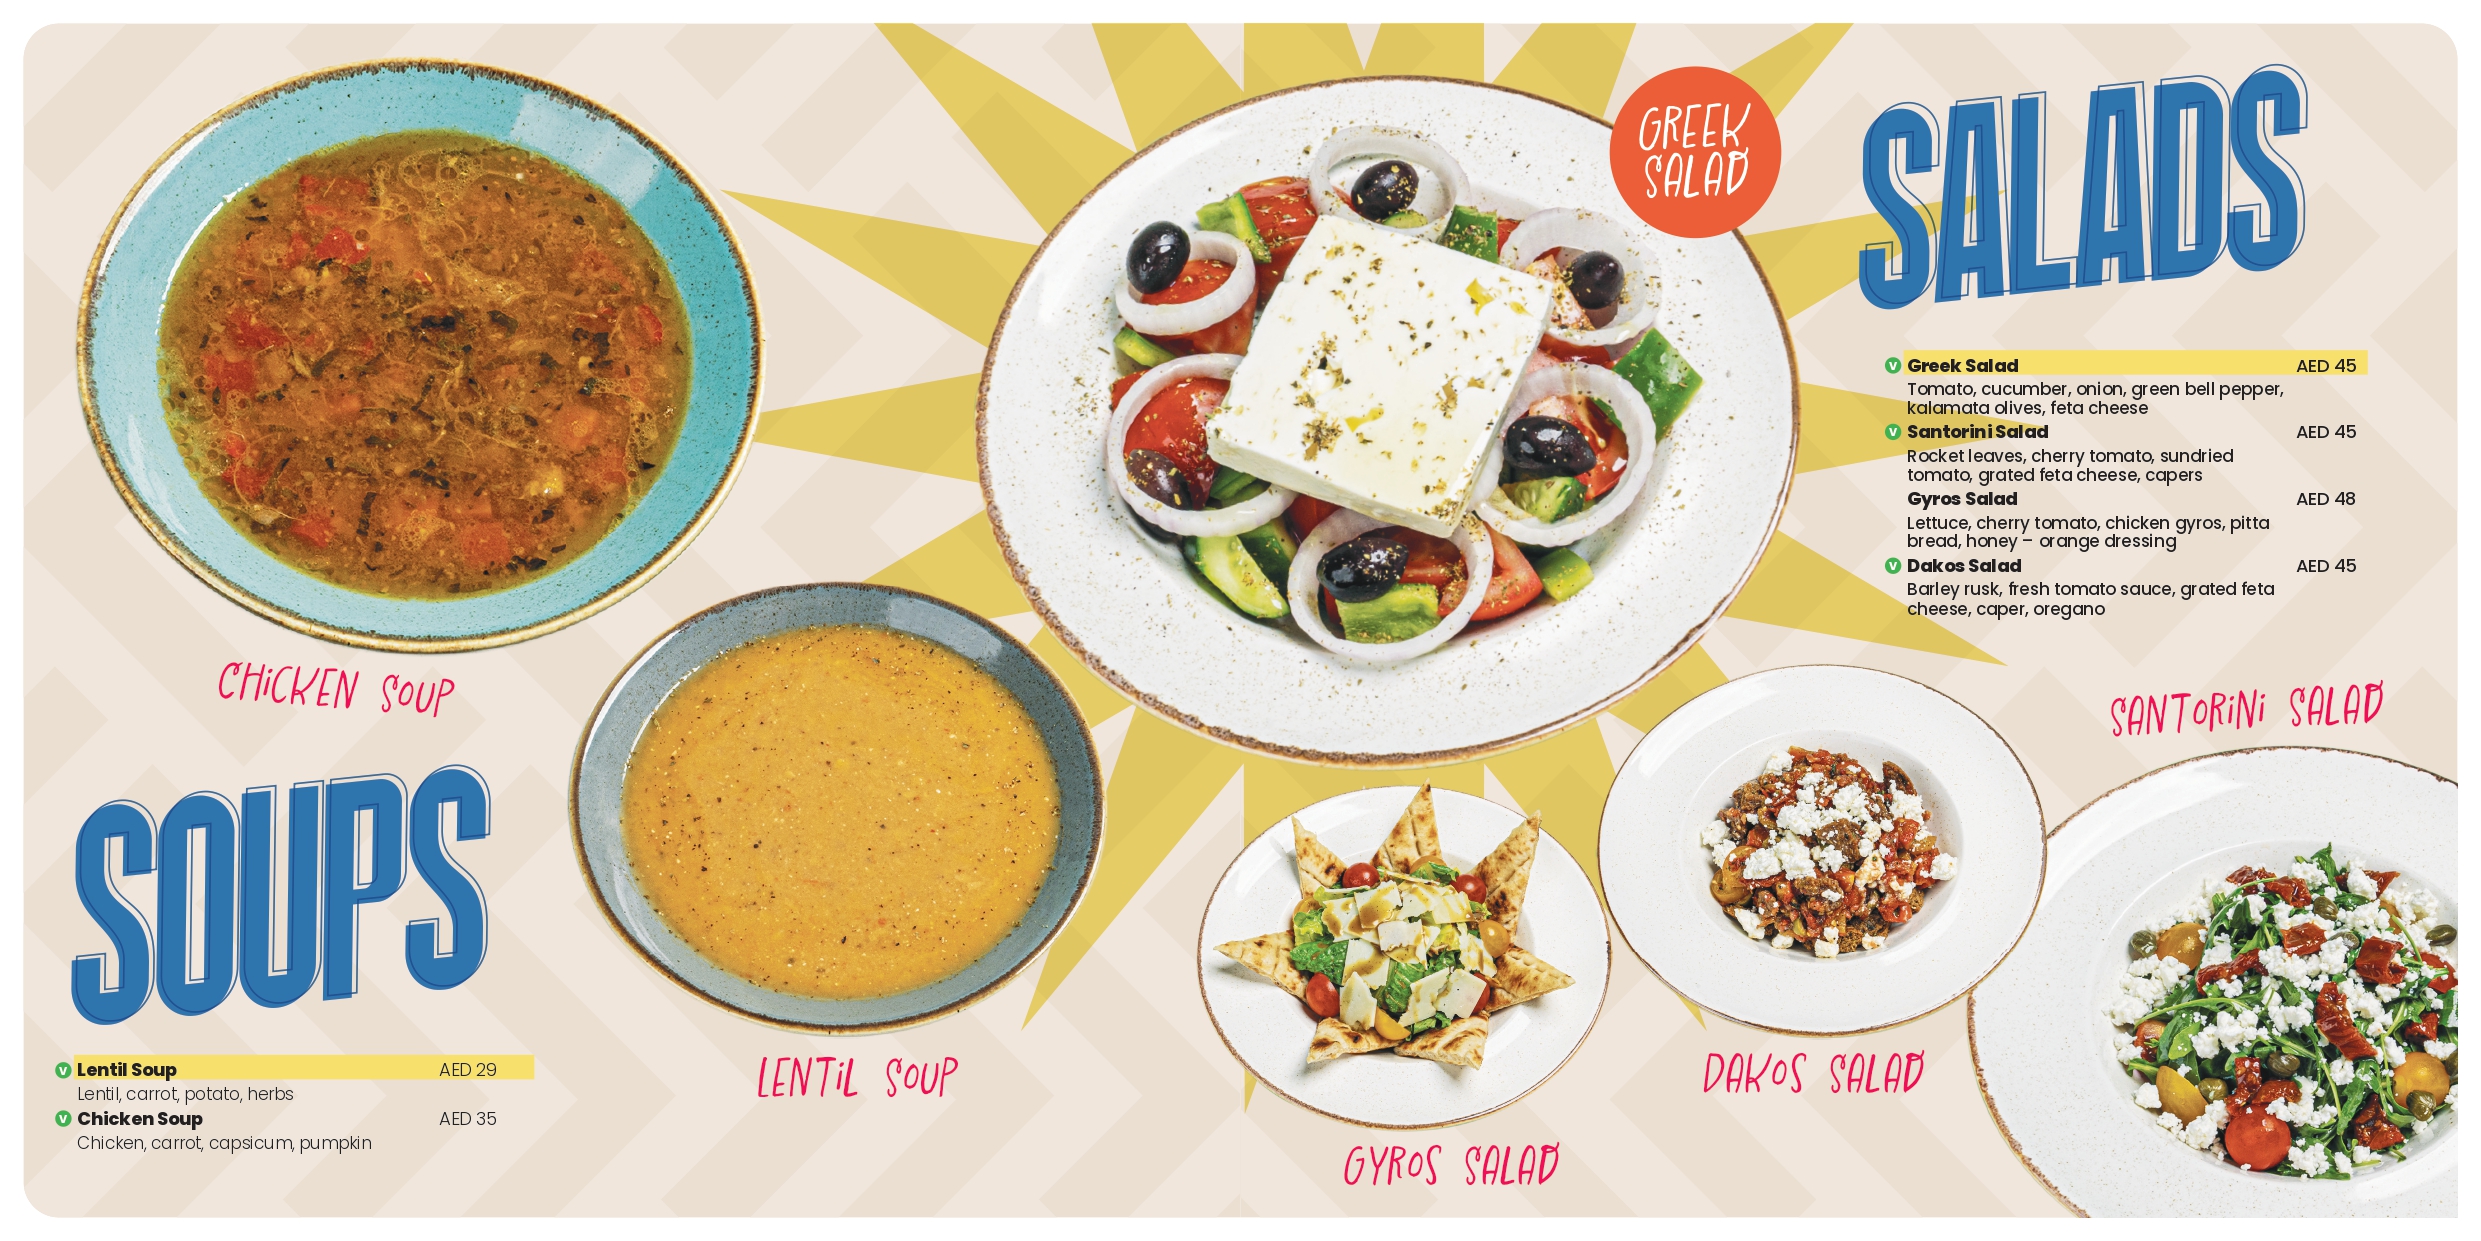 CHICKEN SOUP
SOUPS
v Lentil Soup AED 29
Lentil, carrot, potato, herbs
v Chicken Soup AED 35
Chicken, carrot, capsicum, pumpkin
LENTIL SOUP
GREEK
SALAD
SALADS
v Greek Salad AED 45
Tomato, cucumber, onion, green bell pepper,
kalamata olives, feta cheese
v Santorini Salad AED 45
Rocket leaves, cherry tomato, sundried
tomato, grated feta cheese, capers
Gyros Salad AED 48
Lettuce, cherry tomato, chicken gyros, pitta
bread, honey – orange dressing
v Dakos Salad AED 45
Barley rusk, fresh tomato sauce, grated feta
cheese, caper, oregano
SANTORINI SALAD
DAKOS SALAD
GYROS SALAD